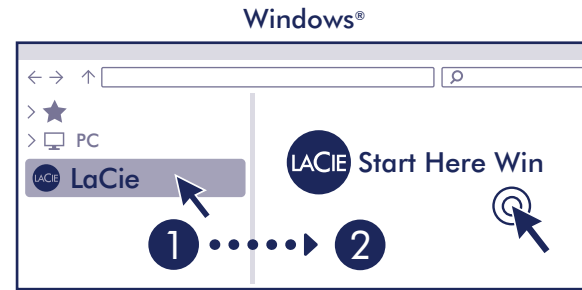 Windows®
PC
LACIE LaCie
LACIE Start Here Win
1 2